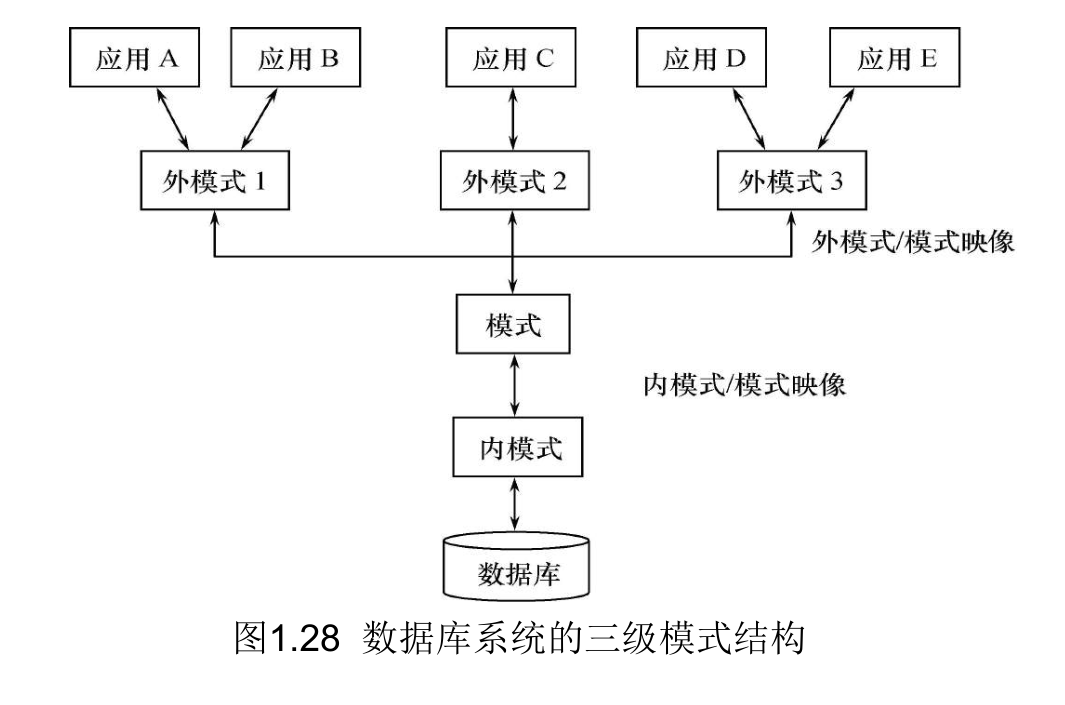 应用 A
应用 B
应用 C
应用 D
应用 E
外模式 1
外模式 2
外模式 3
外模式/模式映像
模式
内模式/模式映像
内模式
数据库
图1.28 数据库系统的三级模式结构